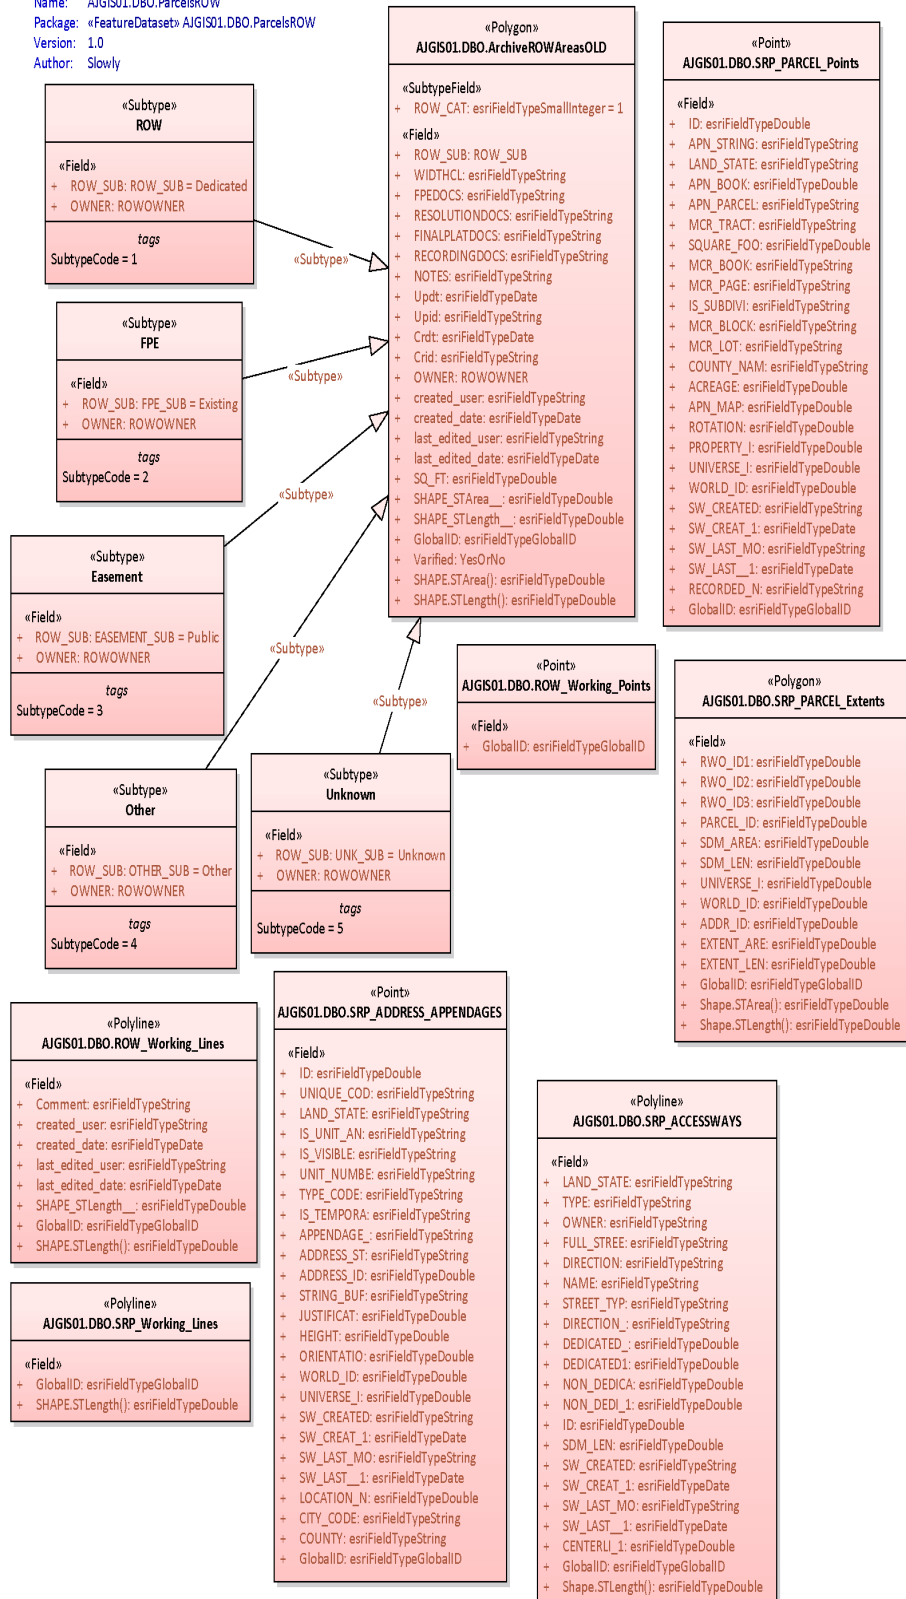 Name: AJGIS01.DBO.ParcelsROW
Package: «FeatureDataset» AJGIS01.DBO.ParcelsROW
Version: 1.0
Author: Slowly
«Subtype»
ROW
«Field»
+ ROW_SUB: ROW_SUB = Dedicated
+ OWNER: ROWOWNER
tags
SubtypeCode = 1
«Subtype»
FPE
«Field»
+ ROW_SUB: FPE_SUB = Existing
+ OWNER: ROWOWNER
tags
SubtypeCode = 2
«Subtype»
Easement
«Field»
+ ROW_SUB: EASEMENT_SUB = Public
+ OWNER: ROWOWNER
tags
SubtypeCode = 3
«Subtype»
Other
«Field»
+ ROW_SUB: OTHER_SUB = Other
+ OWNER: ROWOWNER
tags
SubtypeCode = 4
«Subtype»
Unknown
«Field»
+ ROW_SUB: UNK_SUB = Unknown
+ OWNER: ROWOWNER
tags
SubtypeCode = 5
«Subtype»
«Subtype»
«Subtype»
«Subtype»
«Subtype»
«Polygon»
AJGIS01.DBO.ArchiveROWAreasOLD
«SubtypeField»
+ ROW_CAT: esriFieldTypeSmallInteger = 1
«Field»
+ ROW_SUB: ROW_SUB
+ WIDTHCL: esriFieldTypeString
+ FPEDOCS: esriFieldTypeString
+ RESOLUTIONDOCS: esriFieldTypeString
+ FINALPLATDOCS: esriFieldTypeString
+ RECORDINGDOCS: esriFieldTypeString
+ NOTES: esriFieldTypeString
+ Updt: esriFieldTypeDate
+ Upid: esriFieldTypeString
+ Crdt: esriFieldTypeDate
+ Crid: esriFieldTypeString
+ OWNER: ROWOWNER
+ created_user: esriFieldTypeString
+ created_date: esriFieldTypeDate
+ last_edited_user: esriFieldTypeString
+ last_edited_date: esriFieldTypeDate
+ SQ_FT: esriFieldTypeDouble
+ SHAPE_STArea__: esriFieldTypeDouble
+ SHAPE_STLength__: esriFieldTypeDouble
+ GlobalID: esriFieldTypeGlobalID
+ Varified: YesOrNo
+ SHAPE.STArea(): esriFieldTypeDouble
+ SHAPE.STLength(): esriFieldTypeDouble
«Point»
AJGIS01.DBO.SRP_PARCEL_Points
«Field»
+ ID: esriFieldTypeDouble
+ APN_STRING: esriFieldTypeString
+ LAND_STATE: esriFieldTypeString
+ APN_BOOK: esriFieldTypeDouble
+ APN_PARCEL: esriFieldTypeString
+ MCR_TRACT: esriFieldTypeString
+ SQUARE_FOO: esriFieldTypeDouble
+ MCR_BOOK: esriFieldTypeString
+ MCR_PAGE: esriFieldTypeString
+ IS_SUBDIVI: esriFieldTypeString
+ MCR_BLOCK: esriFieldTypeString
+ MCR_LOT: esriFieldTypeString
+ COUNTY_NAM: esriFieldTypeString
+ ACREAGE: esriFieldTypeDouble
+ APN_MAP: esriFieldTypeDouble
+ ROTATION: esriFieldTypeDouble
+ PROPERTY_I: esriFieldTypeDouble
+ UNIVERSE_I: esriFieldTypeDouble
+ WORLD_ID: esriFieldTypeDouble
+ SW_CREATED: esriFieldTypeString
+ SW_CREAT_1: esriFieldTypeDate
+ SW_LAST_MO: esriFieldTypeString
+ SW_LAST__1: esriFieldTypeDate
+ RECORDED_N: esriFieldTypeString
+ GlobalID: esriFieldTypeGlobalID
«Point»
AJGIS01.DBO.ROW_Working_Points
«Field»
+ GlobalID: esriFieldTypeGlobalID
«Polygon»
AJGIS01.DBO.SRP_PARCEL_Extents
«Field»
+ RWO_ID1: esriFieldTypeDouble
+ RWO_ID2: esriFieldTypeDouble
+ RWO_ID3: esriFieldTypeDouble
+ PARCEL_ID: esriFieldTypeDouble
+ SDM_AREA: esriFieldTypeDouble
+ SDM_LEN: esriFieldTypeDouble
+ UNIVERSE_I: esriFieldTypeDouble
+ WORLD_ID: esriFieldTypeDouble
+ ADDR_ID: esriFieldTypeDouble
+ EXTENT_ARE: esriFieldTypeDouble
+ EXTENT_LEN: esriFieldTypeDouble
+ GlobalID: esriFieldTypeGlobalID
+ Shape.STArea(): esriFieldTypeDouble
+ Shape.STLength(): esriFieldTypeDouble
«Polyline»
AJGIS01.DBO.ROW_Working_Lines
«Field»
+ Comment: esriFieldTypeString
+ created_user: esriFieldTypeString
+ created_date: esriFieldTypeDate
+ last_edited_user: esriFieldTypeString
+ last_edited_date: esriFieldTypeDate
+ SHAPE_STLength__: esriFieldTypeDouble
+ GlobalID: esriFieldTypeGlobalID
+ SHAPE.STLength(): esriFieldTypeDouble
«Polyline»
AJGIS01.DBO.SRP_Working_Lines
«Field»
+ GlobalID: esriFieldTypeGlobalID
+ SHAPE.STLength(): esriFieldTypeDouble
«Point»
AJGIS01.DBO.SRP_ADDRESS_APPENDAGES
«Field»
+ ID: esriFieldTypeDouble
+ UNIQUE_COD: esriFieldTypeString
+ LAND_STATE: esriFieldTypeString
+ IS_UNIT_AN: esriFieldTypeString
+ IS_VISIBLE: esriFieldTypeString
+ UNIT_NUMBE: esriFieldTypeString
+ TYPE_CODE: esriFieldTypeString
+ IS_TEMPORA: esriFieldTypeString
+ APPENDAGE_: esriFieldTypeString
+ ADDRESS_ST: esriFieldTypeString
+ ADDRESS_ID: esriFieldTypeDouble
+ STRING_BUF: esriFieldTypeString
+ JUSTIFICAT: esriFieldTypeDouble
+ HEIGHT: esriFieldTypeDouble
+ ORIENTATIO: esriFieldTypeDouble
+ WORLD_ID: esriFieldTypeDouble
+ UNIVERSE_I: esriFieldTypeDouble
+ SW_CREATED: esriFieldTypeString
+ SW_CREAT_1: esriFieldTypeDate
+ SW_LAST_MO: esriFieldTypeString
+ SW_LAST__1: esriFieldTypeDate
+ LOCATION_N: esriFieldTypeDouble
+ CITY_CODE: esriFieldTypeString
+ COUNTY: esriFieldTypeString
+ GlobalID: esriFieldTypeGlobalID
«Polyline»
AJGIS01.DBO.SRP_ACCESSWAYS
«Field»
+ LAND_STATE: esriFieldTypeString
+ TYPE: esriFieldTypeString
+ OWNER: esriFieldTypeString
+ FULL_STREE: esriFieldTypeString
+ DIRECTION: esriFieldTypeString
+ NAME: esriFieldTypeString
+ STREET_TYP: esriFieldTypeString
+ DIRECTION_: esriFieldTypeString
+ DEDICATED_: esriFieldTypeDouble
+ DEDICATED1: esriFieldTypeDouble
+ NON_DEDICA: esriFieldTypeDouble
+ NON_DEDI_1: esriFieldTypeDouble
+ ID: esriFieldTypeDouble
+ SDM_LEN: esriFieldTypeDouble
+ SW_CREATED: esriFieldTypeString
+ SW_CREAT_1: esriFieldTypeDate
+ SW_LAST_MO: esriFieldTypeString
+ SW_LAST__1: esriFieldTypeDate
+ CENTERLI_1: esriFieldTypeDouble
+ GlobalID: esriFieldTypeGlobalID
+ Shape.STLength(): esriFieldTypeDouble